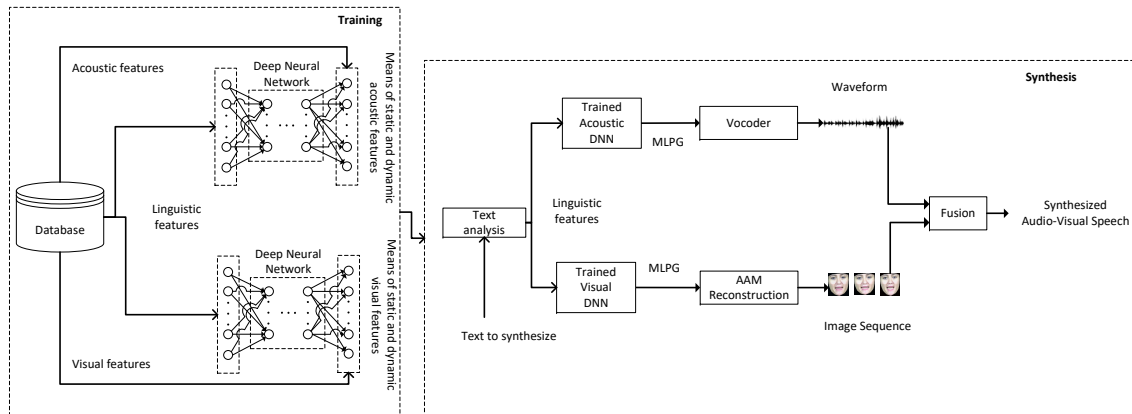 Training
Acoustic features
Deep Neural
Network
Means of static and dynamic
acoustic features
Linguistic
features
Database
Deep Neural
Network
Means of static and dynamic
visual features
Visual features
Synthesis
Waveform
Trained
Acoustic
DNN
MLPG
Vocoder
Text
analysis
Linguistic
features
Fusion
Synthesized
Audio-Visual Speech
Trained
Visual
DNN
MLPG
AAM
Reconstruction
Text to synthesize
Image Sequence